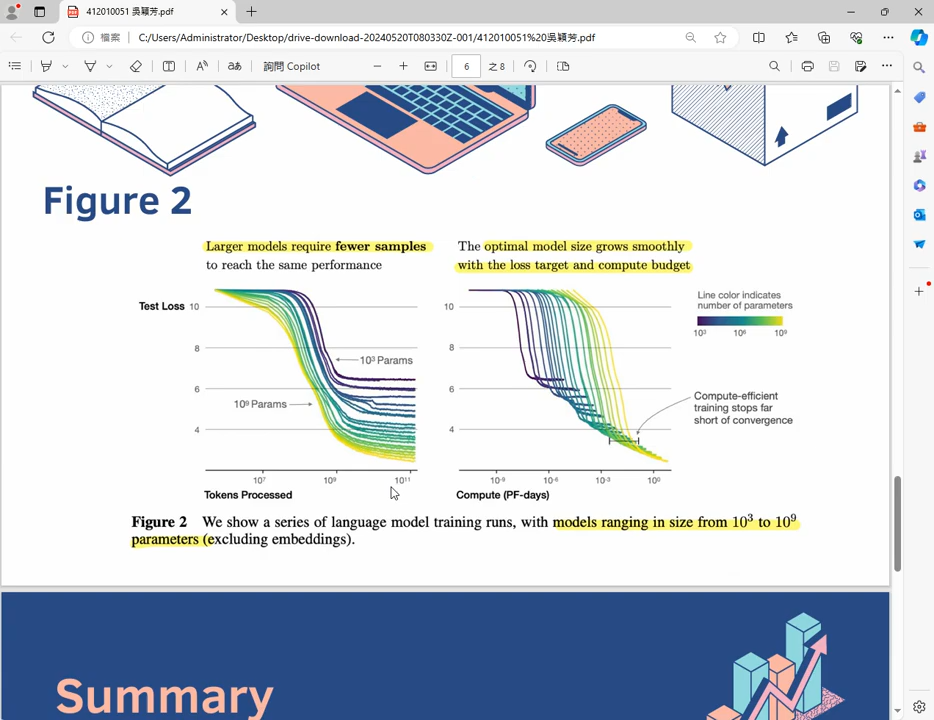 412010051 吳穎芳.pdf
檔案
C:/Users/Administrator/Desktop/drive-download-20240520T080330Z-001/412010051%20吳穎芳.pdf
詢問 Copilot
6
之 8
Figure 2
Larger models require fewer samples
to reach the same performance
The optimal model size grows smoothly
with the loss target and compute budget
Test Loss 10
8
6
4
10³ Params
10⁹ Params
10⁷
10⁹
10¹¹
Tokens Processed
10
8
6
4
10⁻⁹
10⁻⁶
10⁻³
10⁰
Compute (PF-days)
Line color indicates
number of parameters
10³
10⁶
10⁹
Compute-efficient
training stops far
short of convergence
Figure 2 We show a series of language model training runs, with models ranging in size from 10³ to 10⁹
parameters (excluding embeddings).
Summary